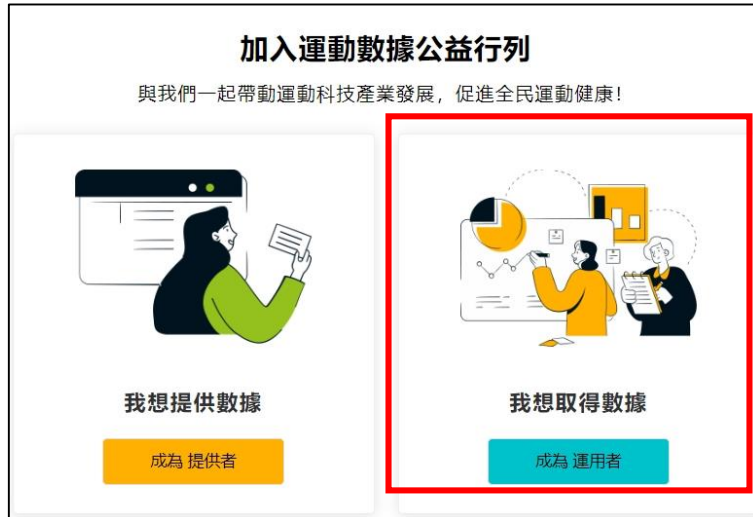 加入運動數據公益行列
與我們一起帶動運動科技產業發展，促進全民運動健康！
我想提供數據
成為 提供者
我想取得數據
成為 運用者